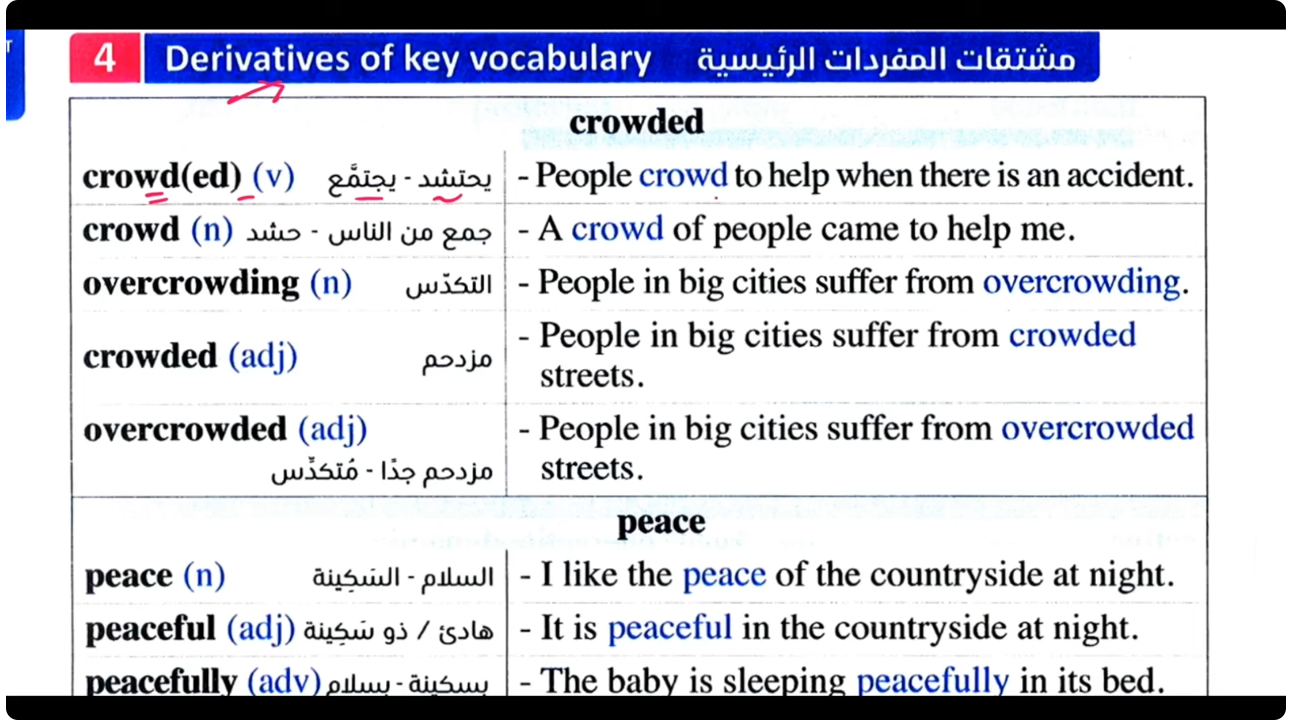 4 Derivatives of key vocabulary مشتقات المفردات الرئيسية
crowded
crowd(ed) (v) يحتشد - يجتمَّع - People crowd to help when there is an accident.
crowd (n) جمع من الناس - حشد - A crowd of people came to help me.
overcrowding (n) التكدّس - People in big cities suffer from overcrowding.
crowded (adj) مزدحم - People in big cities suffer from crowded
streets.
overcrowded (adj) - People in big cities suffer from overcrowded
مزدحم جدًا - مُتكدِّس streets.
peace
peace (n) السلام - السَكِينة - I like the peace of the countryside at night.
peaceful (adj) هادئ / ذو سَكِينة - It is peaceful in the countryside at night.
peacefully (adv) بسكينة - بسلام - The baby is sleeping peacefully in its bed.